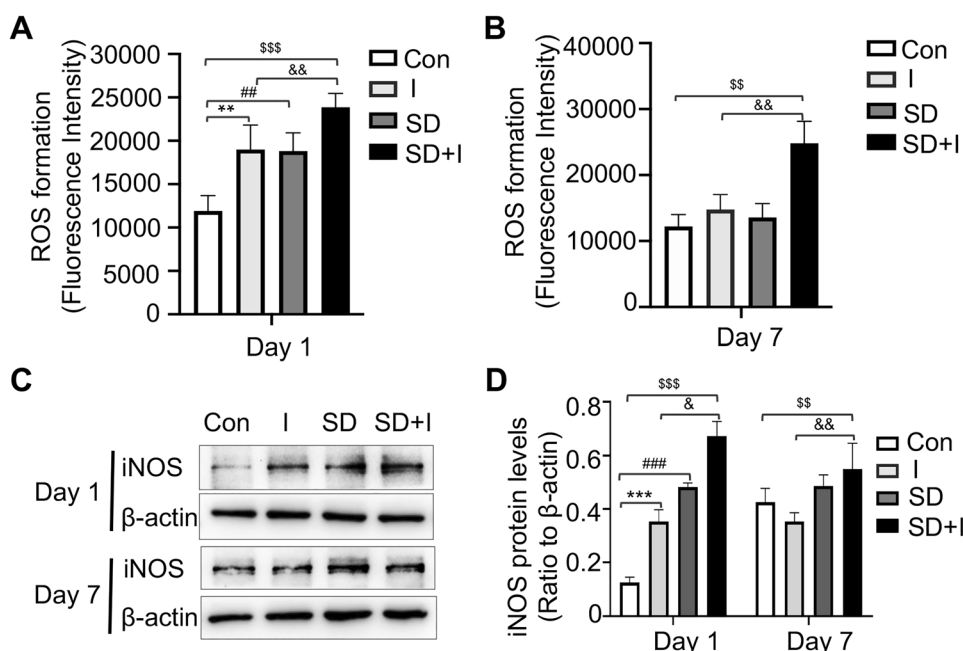 A
ROS formation
(Fluorescence Intensity)
30000
25000
20000
15000
10000
5000
0
$$$
&&
##
**
Day 1
Con
I
SD
SD+I
B
ROS formation
(Fluorescence Intensity)
40000
30000
20000
10000
0
$$
&&
Day 7
Con
I
SD
SD+I
C
Con I SD SD+I
Day 1
iNOS
β-actin
Day 7
iNOS
β-actin
D
iNOS protein levels
(Ratio to β-actin)
0.8
0.6
0.4
0.2
0
$$$
&
###
***
$$
&&
Day 1 Day 7
Con
I
SD
SD+I